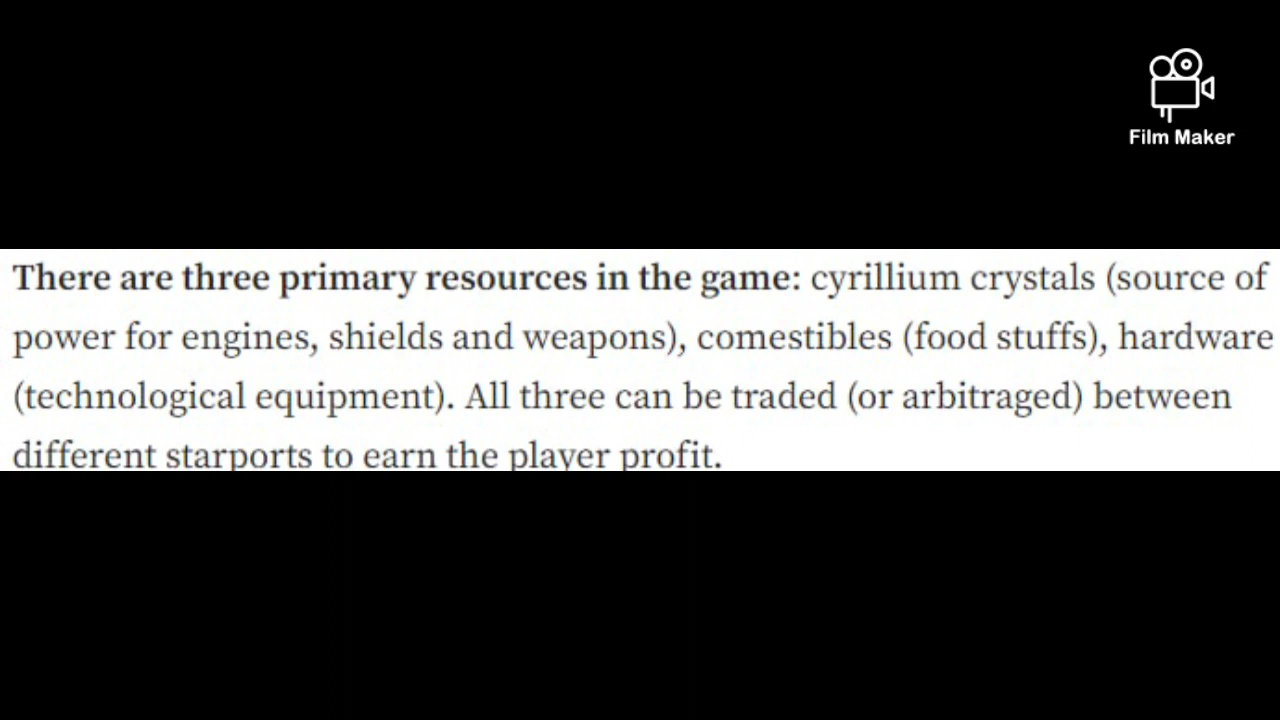 Film Maker
There are three primary resources in the game: cyrillium crystals (source of
power for engines, shields and weapons), comestibles (food stuffs), hardware
(technological equipment). All three can be traded (or arbitraged) between
different starports to earn the player profit.